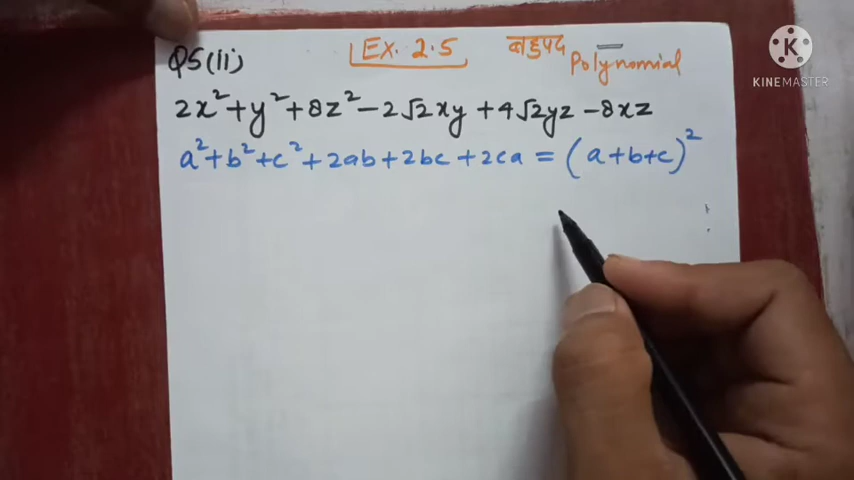 Q5(ii) Ex. 2.5 बहुपद Polynomial
2x² + y² + 8z² - 2√2xy + 4√2yz - 8xz
a² + b² + c² + 2ab + 2bc + 2ca = (a + b + c)²
K
KINEMASTER